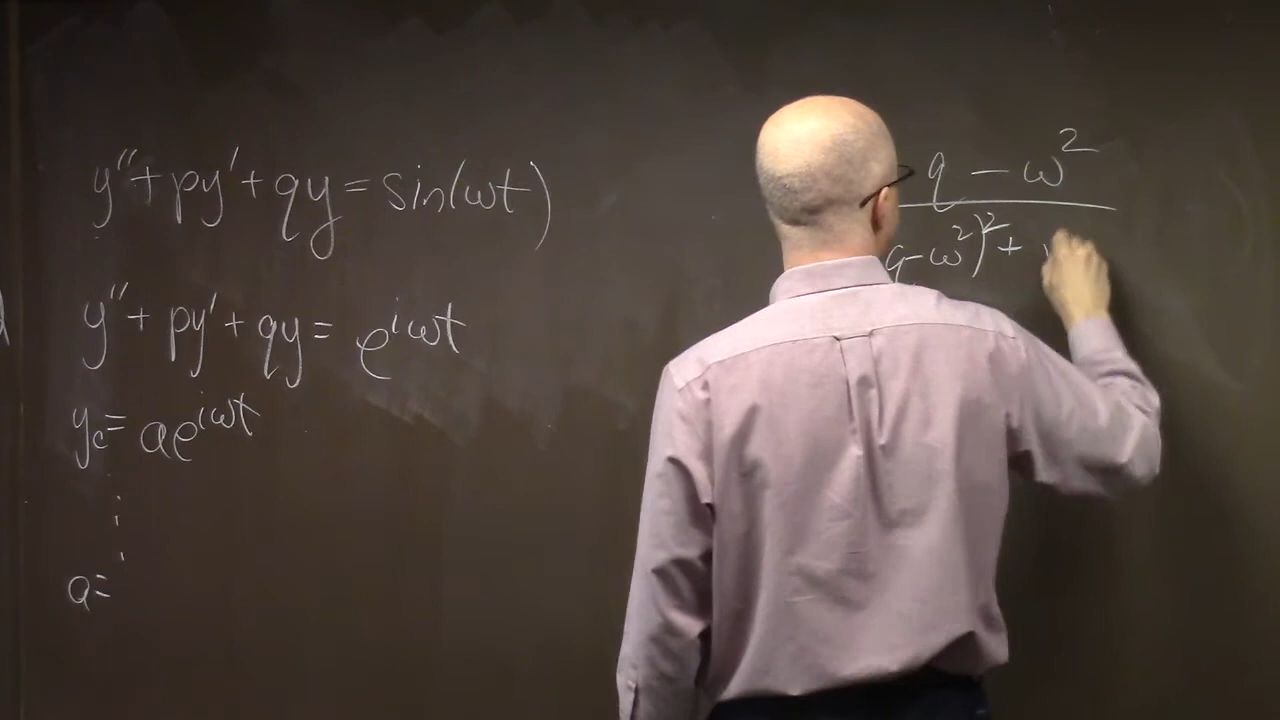 y″+py′+qy=sin(ωt)
y″+py′+qy=e^{iωt}
y_c=ae^{iωt}
⋮
a=
q-ω²
q-ω²)²+